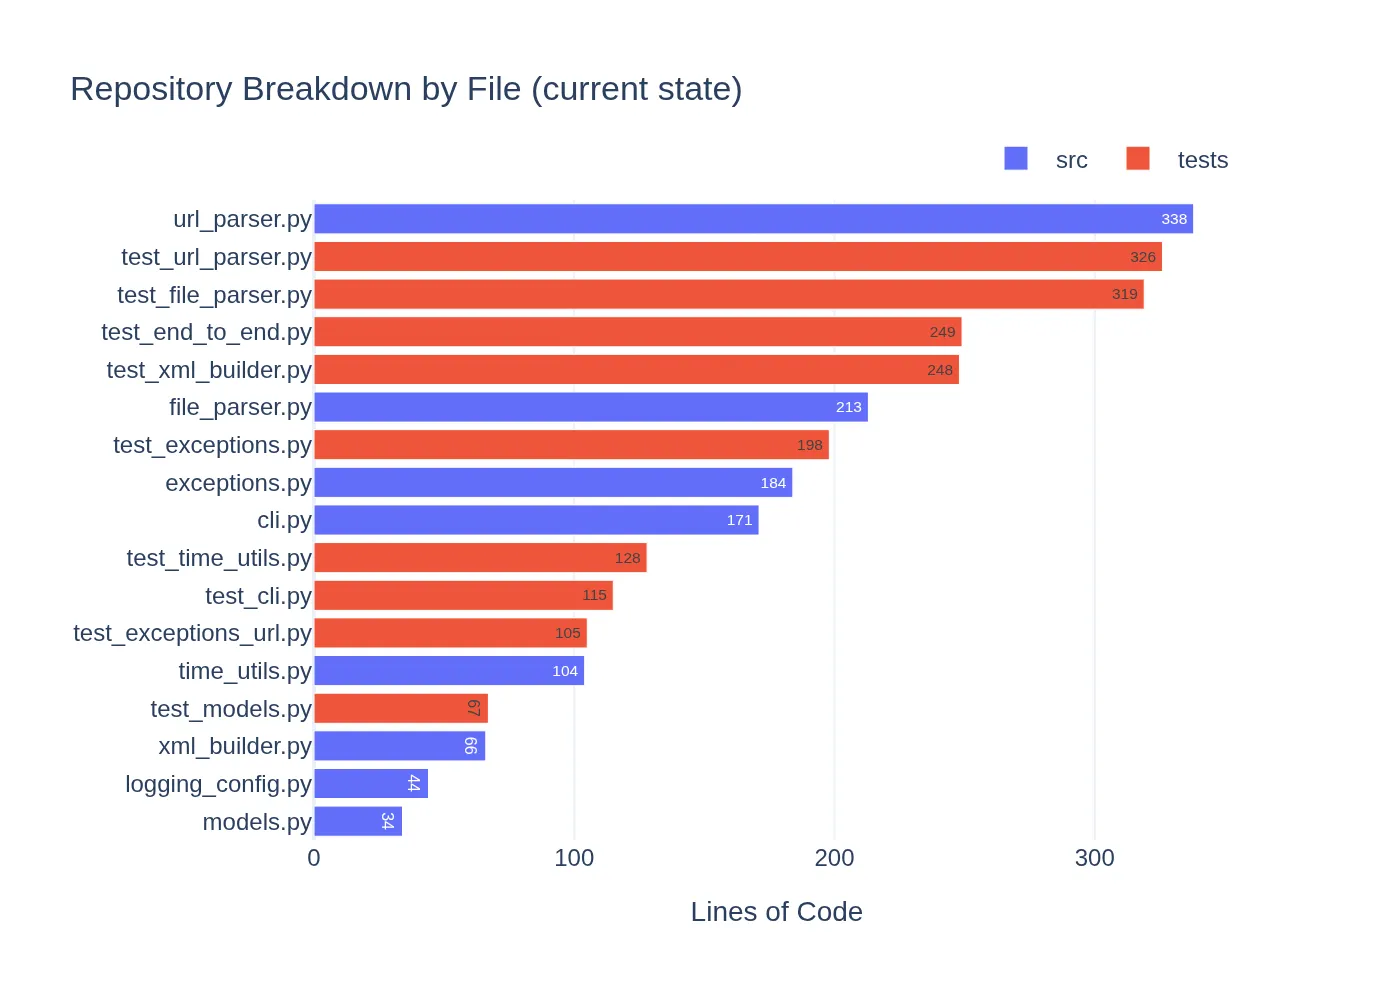 Repository Breakdown by File (current state)
src tests
url_parser.py 338
test_url_parser.py 326
test_file_parser.py 319
test_end_to_end.py 249
test_xml_builder.py 248
file_parser.py 213
test_exceptions.py 198
exceptions.py 184
cli.py 171
test_time_utils.py 128
test_cli.py 115
test_exceptions_url.py 105
time_utils.py 104
test_models.py 67
xml_builder.py 66
logging_config.py 44
models.py 34
0 100 200 300
Lines of Code